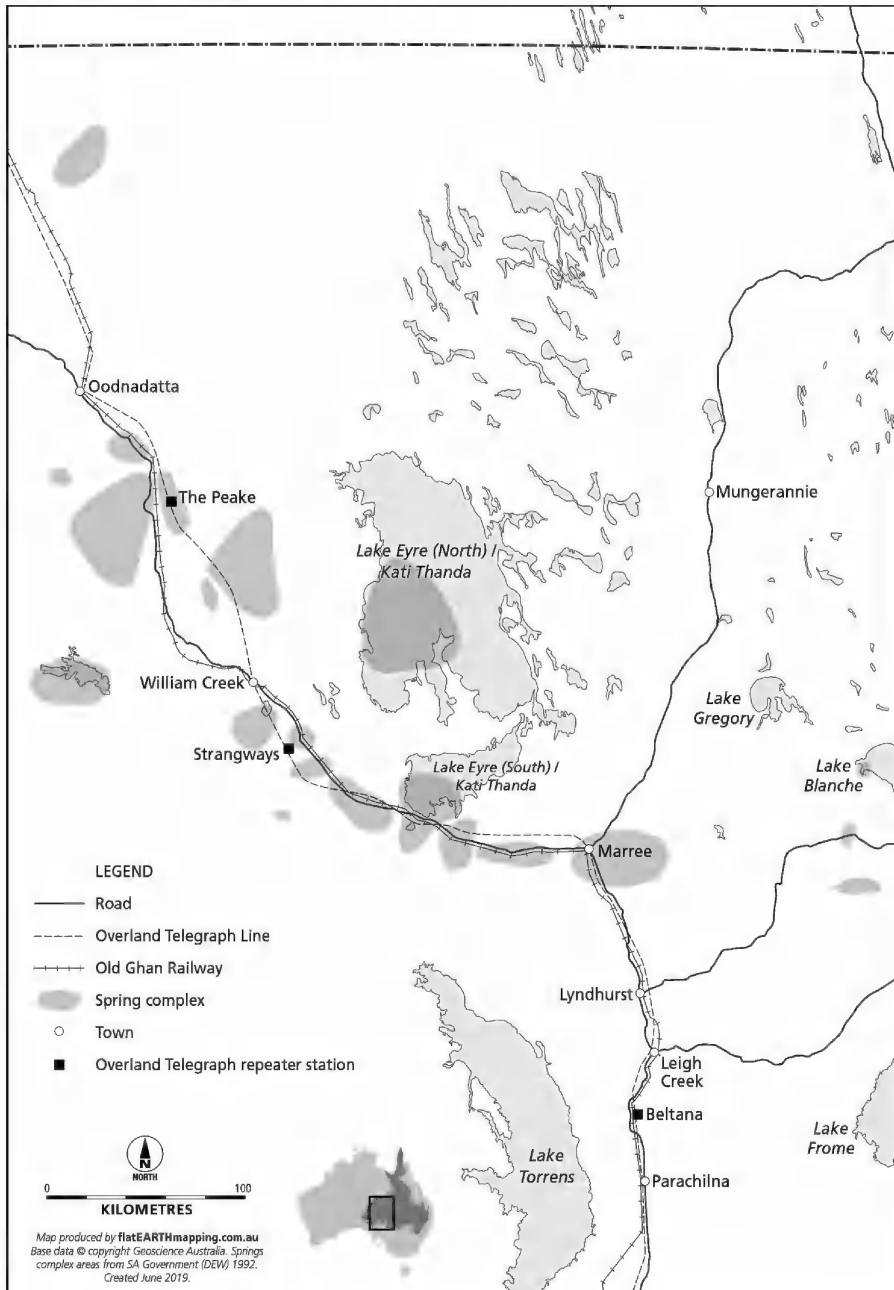 Oodnadatta
The Peake
Mungerannie
Lake Eyre (North) /
Kati Thanda
William Creek
Lake
Gregory
Strangways
Lake Eyre (South) /
Kati Thanda
Lake
Blanche
Marree
LEGEND
Road
Overland Telegraph Line
Old Ghan Railway
Spring complex
Town
Overland Telegraph repeater station
Lyndhurst
Leigh
Creek
Beltana
Lake
Frome
Lake
Torrens
Parachilna
N
NORTH
0 100
KILOMETRES
Map produced by flatEARTHmapping.com.au
Base data © copyright Geoscience Australia. Springs
complex areas from SA Government (DEW) 1992.
Created June 2019.